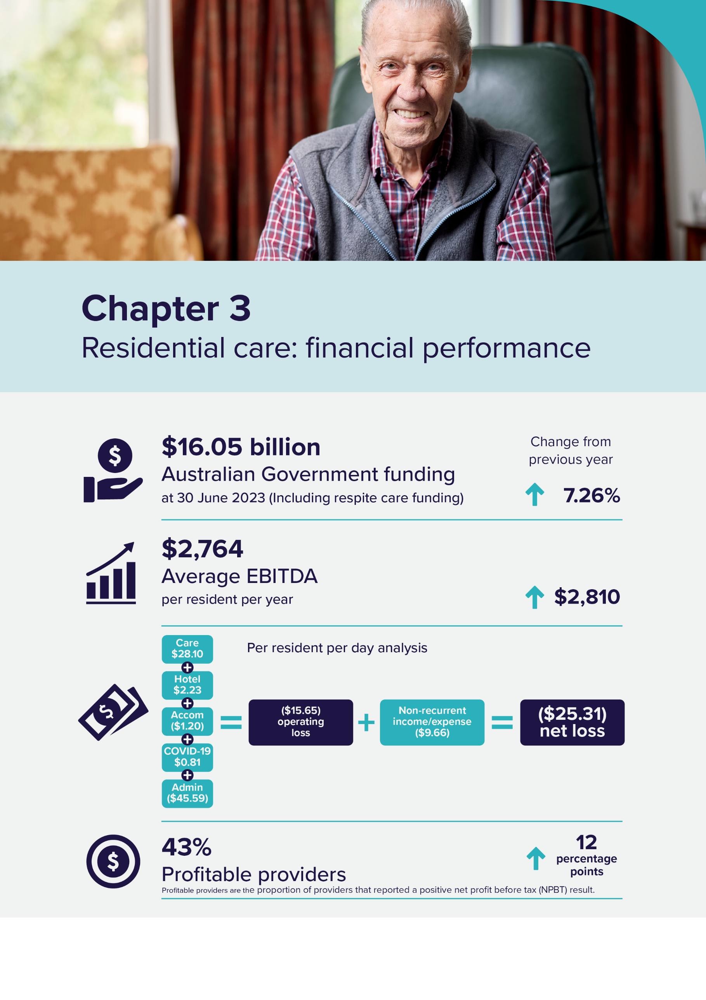 Chapter 3
Residential care: financial performance
$16.05 billion
Australian Government funding
at 30 June 2023 (Including respite care funding)
Change from
previous year
7.26%
$2,764
Average EBITDA
per resident per year
$2,810
Per resident per day analysis
Care
$28.10
+
Hotel
$2.23
+
Accom
($1.20)
+
COVID-19
$0.81
+
Admin
($45.59)
=
($15.65)
operating
loss
+
Non-recurrent
income/expense
($9.66)
=
($25.31)
net loss
43%
Profitable providers
Profitable providers are the proportion of providers that reported a positive net profit before tax (NPBT) result.
12
percentage
points